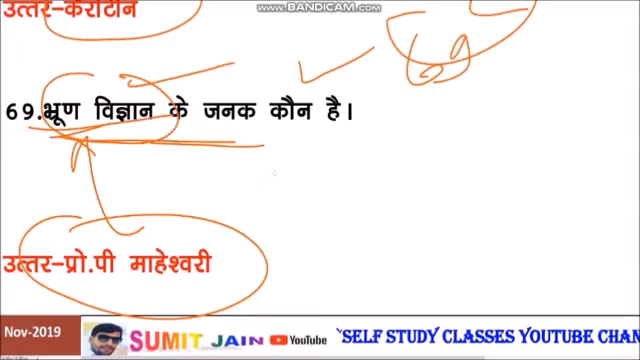 WWW.BANDICAM.COM
उत्तर-कैरोटीन
69
69.भ्रूण विज्ञान के जनक कौन है।
उत्तर-प्रो.पी माहेश्वरी
Nov-2019 SUMIT JAIN YouTube "SELF STUDY CLASSES YOUTUBE CHAN